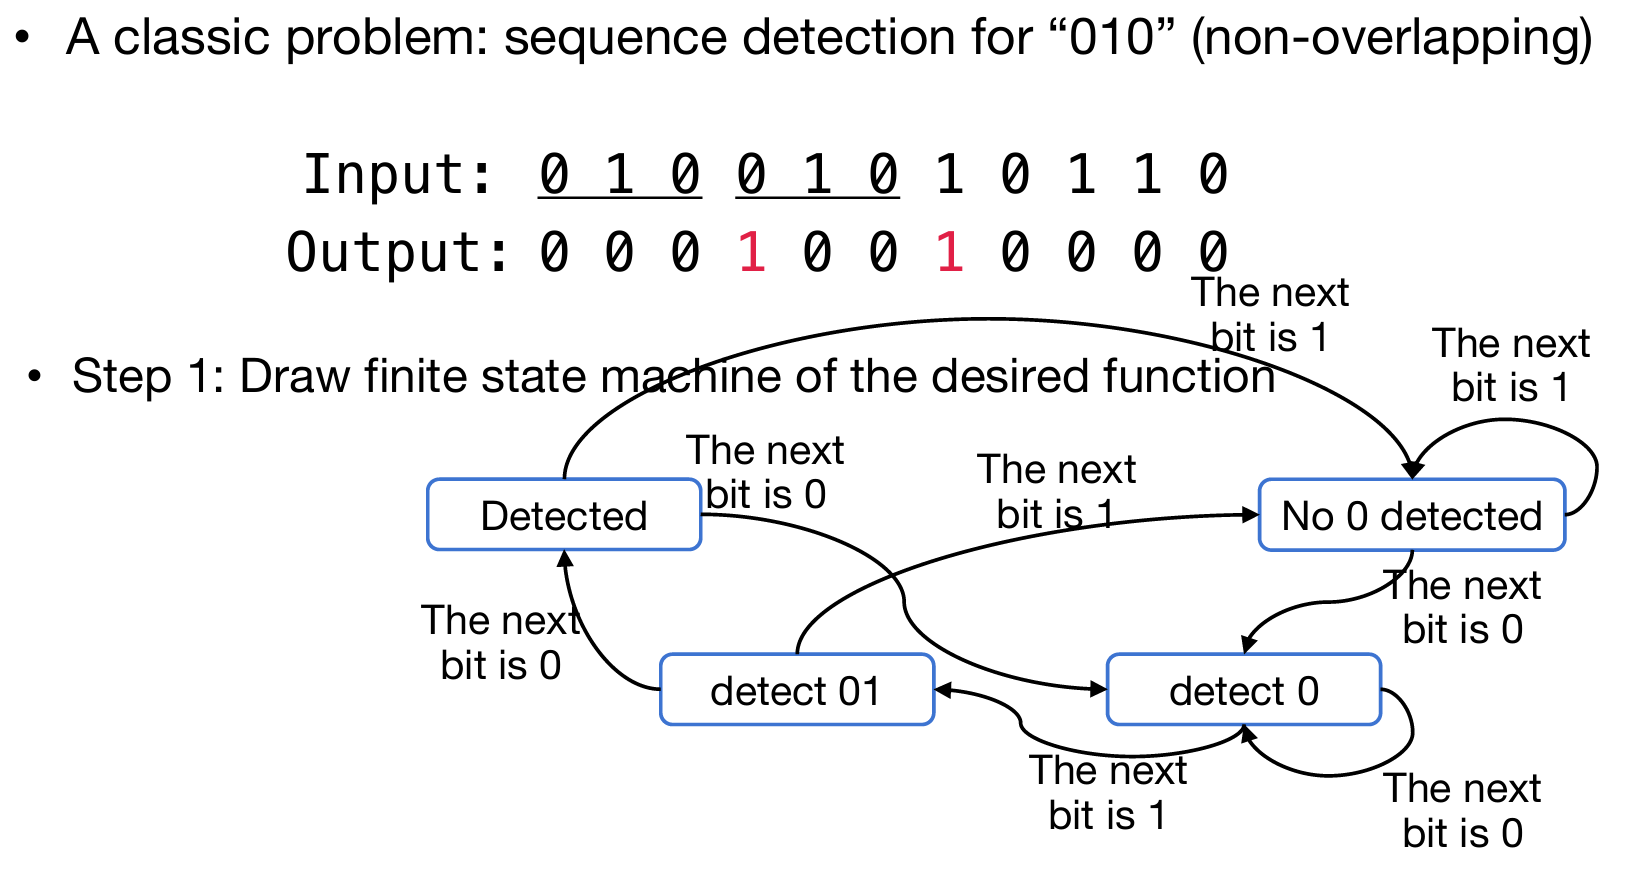 • A classic problem: sequence detection for “010” (non-overlapping)
Input: 0 1 0 0 1 0 1 0 1 1 0
Output: 0 0 0 1 0 0 1 0 0 0 0
The next
bit is 1
• Step 1: Draw finite state machine of the desired function
The next
bit is 1
The next
bit is 0
The next
bit is 1
Detected
No 0 detected
The next
bit is 0
The next
bit is 0
detect 01
detect 0
The next
bit is 1
The next
bit is 0